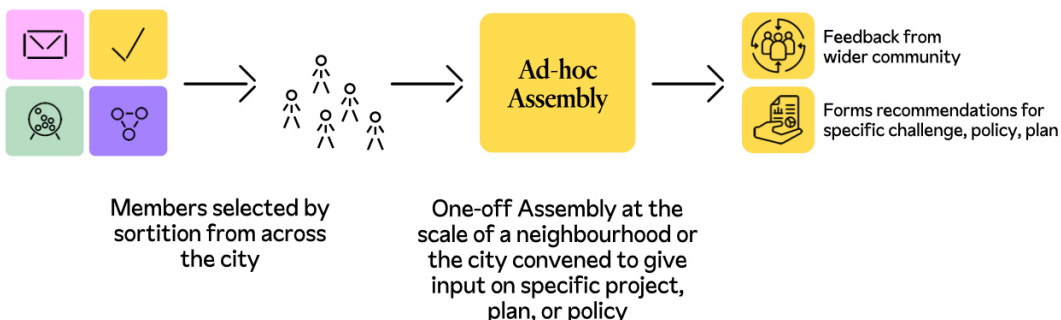 Ad-hoc
Assembly
Feedback from
wider community
Forms recommendations for
specific challenge, policy, plan
Members selected by
sortition from across
the city
One-off Assembly at the
scale of a neighbourhood or
the city convened to give
input on specific project,
plan, or policy